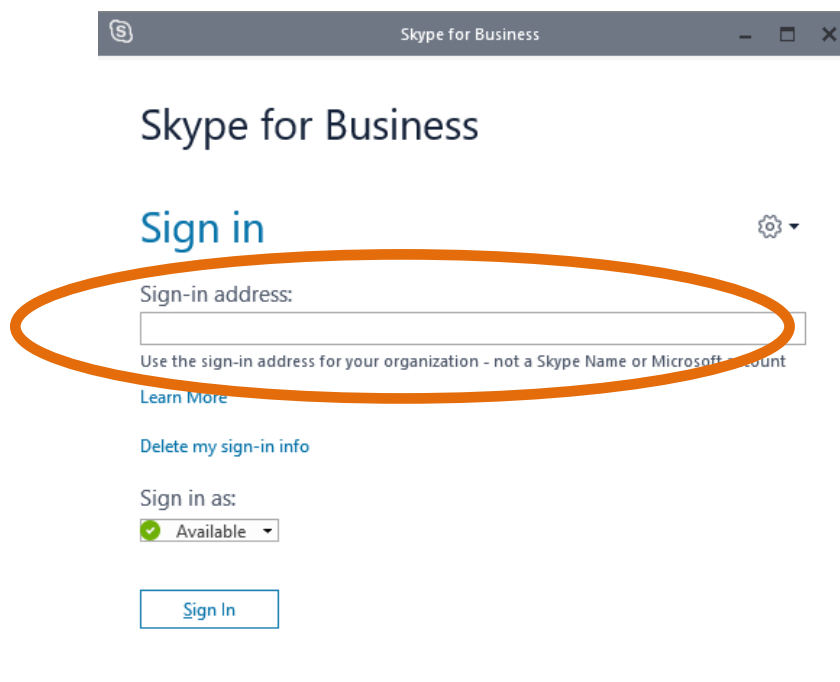 Skype for Business
Skype for Business
Sign in
Sign-in address:
Use the sign-in address for your organization - not a Skype Name or Microsoft account
Learn More
Delete my sign-in info
Sign in as:
Available
Sign In